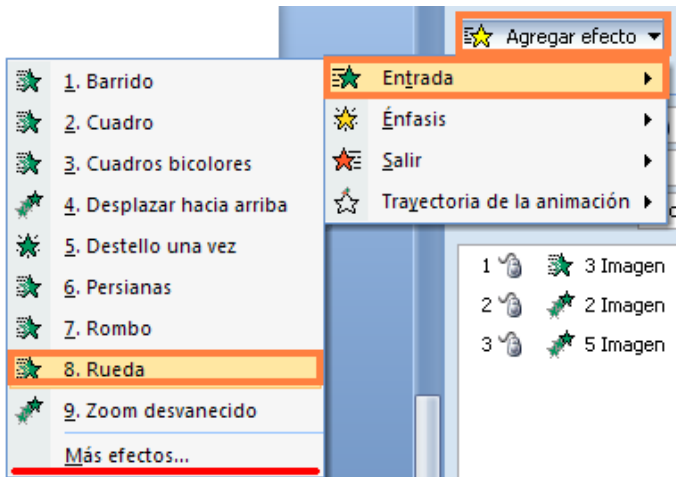 Agregar efecto
Entrada
Énfasis
Salir
Trayectoria de la animación
1. Barrido
2. Cuadro
3. Cuadros bicolores
4. Desplazar hacia arriba
5. Destello una vez
6. Persianas
7. Rombo
8. Rueda
9. Zoom desvanecido
Más efectos...
1 3 Imagen
2 2 Imagen
3 5 Imagen